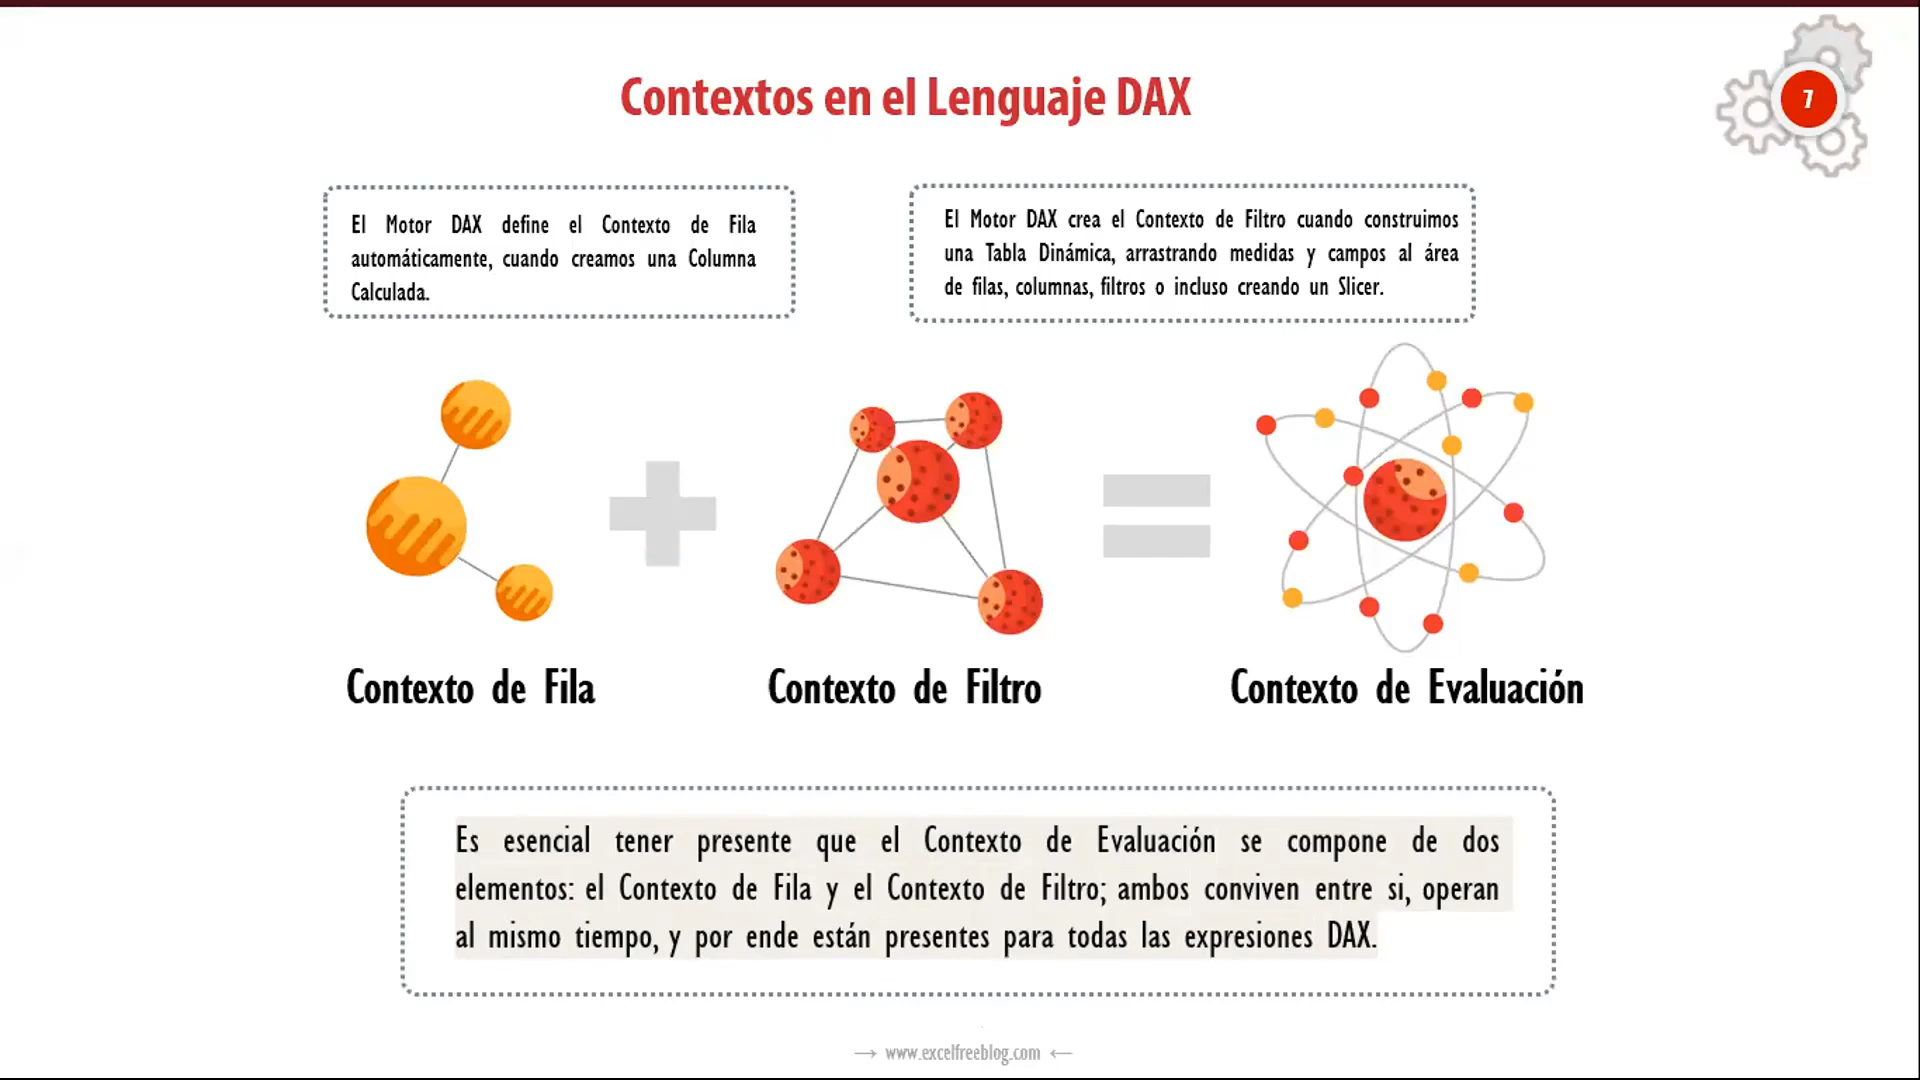 Contextos en el Lenguaje DAX
7
El Motor DAX define el Contexto de Fila
automáticamente, cuando creamos una Columna
Calculada.
El Motor DAX crea el Contexto de Filtro cuando construimos
una Tabla Dinámica, arrastrando medidas y campos al área
de filas, columnas, filtros o incluso creando un Slicer.
Contexto de Fila
Contexto de Filtro
Contexto de Evaluación
Es esencial tener presente que el Contexto de Evaluación se compone de dos
elementos: el Contexto de Fila y el Contexto de Filtro; ambos conviven entre si, operan
al mismo tiempo, y por ende están presentes para todas las expresiones DAX.
→ www.excelfreeblog.com ←